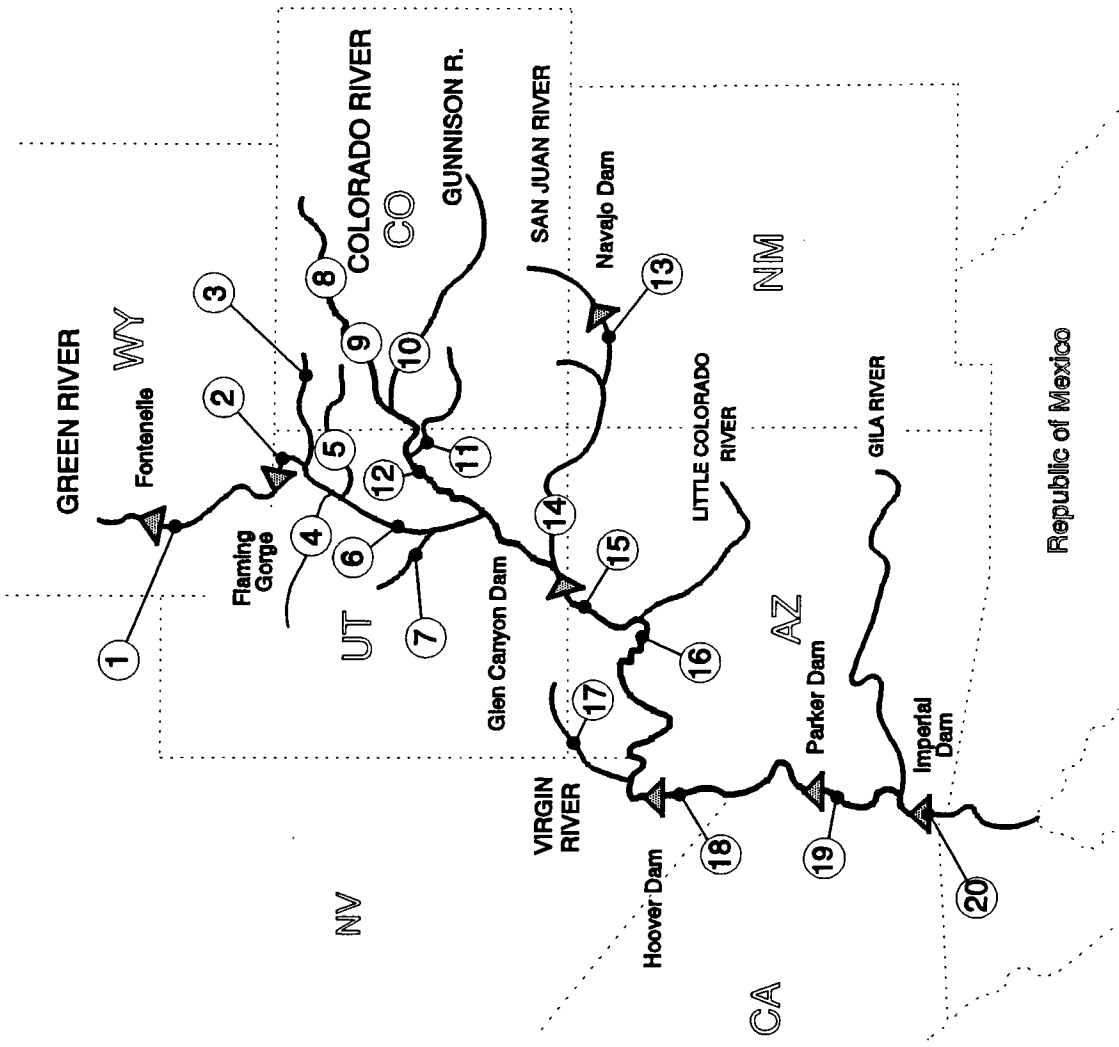 GREEN RIVER
WY
Fontenelle
Flaming
Gorge
COLORADO RIVER
CO
GUNNISON R.
UT
Glen Canyon Dam
SAN JUAN RIVER
Navajo Dam
NM
NV
VIRGIN
RIVER
Hoover Dam
LITTLE COLORADO
RIVER
AZ
Parker Dam
GILA RIVER
Imperial
Dam
CA
Republic of Mexico
1
2
3
4
5
6
7
8
9
10
11
12
13
14
15
16
17
18
19
20